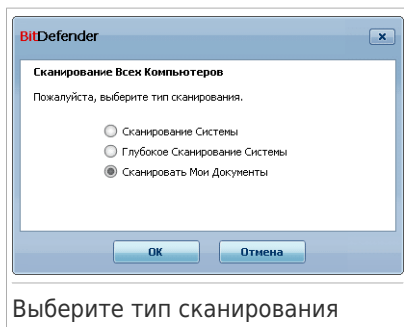 BitDefender
Сканирование Всех Компьютеров
Пожалуйста, выберите тип сканирования.
Сканирование Системы
Глубокое Сканирование Системы
Сканировать Мои Документы
OK
Отмена
Выберите тип сканирования